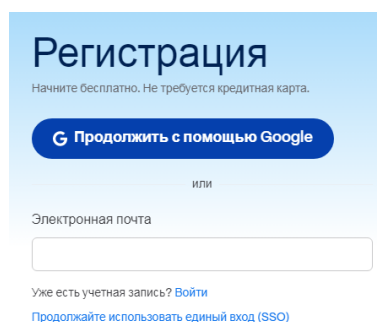 Регистрация
Начните бесплатно. Не требуется кредитная карта.
Продолжить с помощью Google
или
Электронная почта
Уже есть учетная запись? Войти
Продолжайте использовать единый вход (SSO)